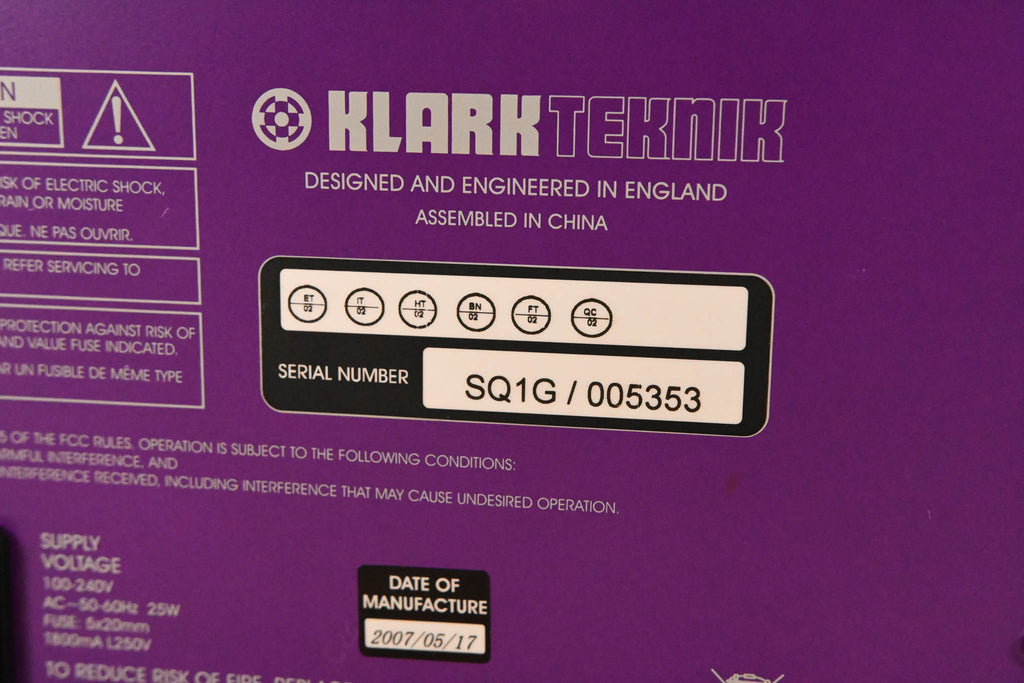 N
SHOCK
EN
ISK OF ELECTRIC SHOCK,
RAIN OR MOISTURE
QUE. NE PAS OUVRIR.
REFER SERVICING TO
PROTECTION AGAINST RISK OF
AND VALUE FUSE INDICATED.
AR UN FUSIBLE DE MÊME TYPE
KLARK TEKNIK
DESIGNED AND ENGINEERED IN ENGLAND
ASSEMBLED IN CHINA
ET 02 IT 02 HT 02 BN 02 FT 02 QC 02
SERIAL NUMBER SQ1G / 005353
5 OF THE FCC RULES. OPERATION IS SUBJECT TO THE FOLLOWING CONDITIONS:
ARMFUL INTERFERENCE, AND
INTERFERENCE RECEIVED, INCLUDING INTERFERENCE THAT MAY CAUSE UNDESIRED OPERATION.
SUPPLY
VOLTAGE
100-240V
AC~50-60Hz 25W
FUSE: 5x20mm
1800mA L250V
DATE OF
MANUFACTURE
2007/05/17
TO REDUCE RISK OF FIRE, REPLAC